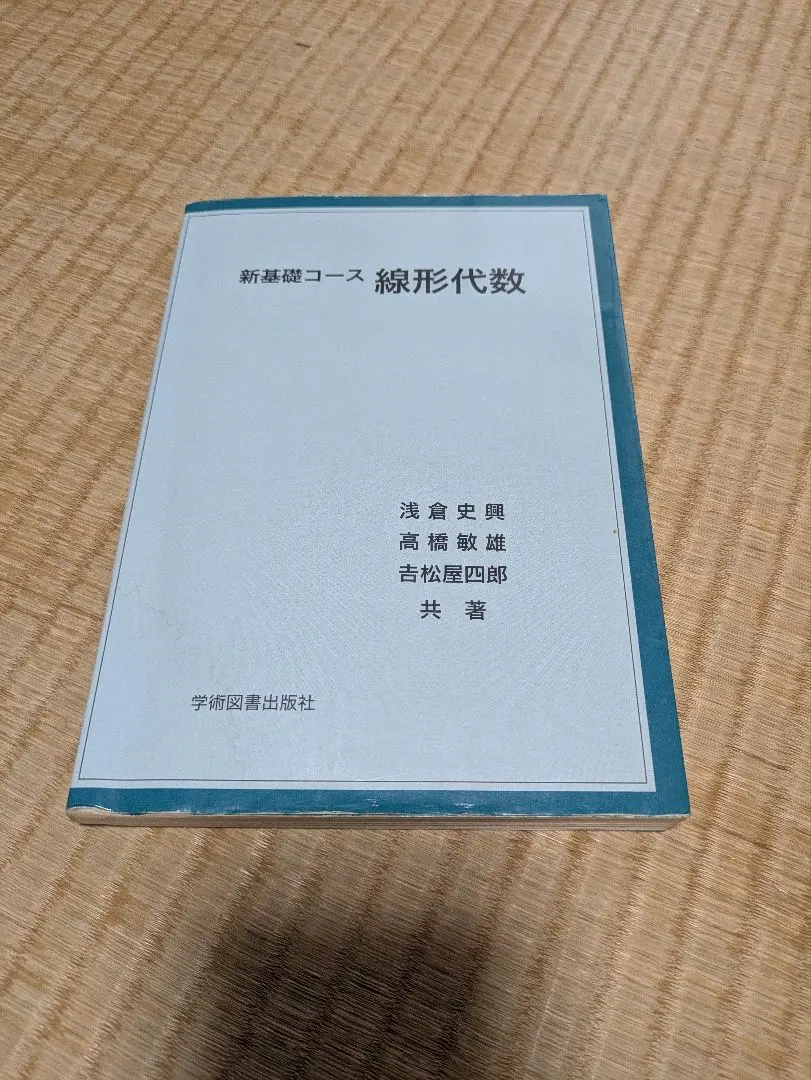 新基礎コース 線形代数
浅倉史興
高橋敏雄
𠮷松屋四郎
共著
学術図書出版社